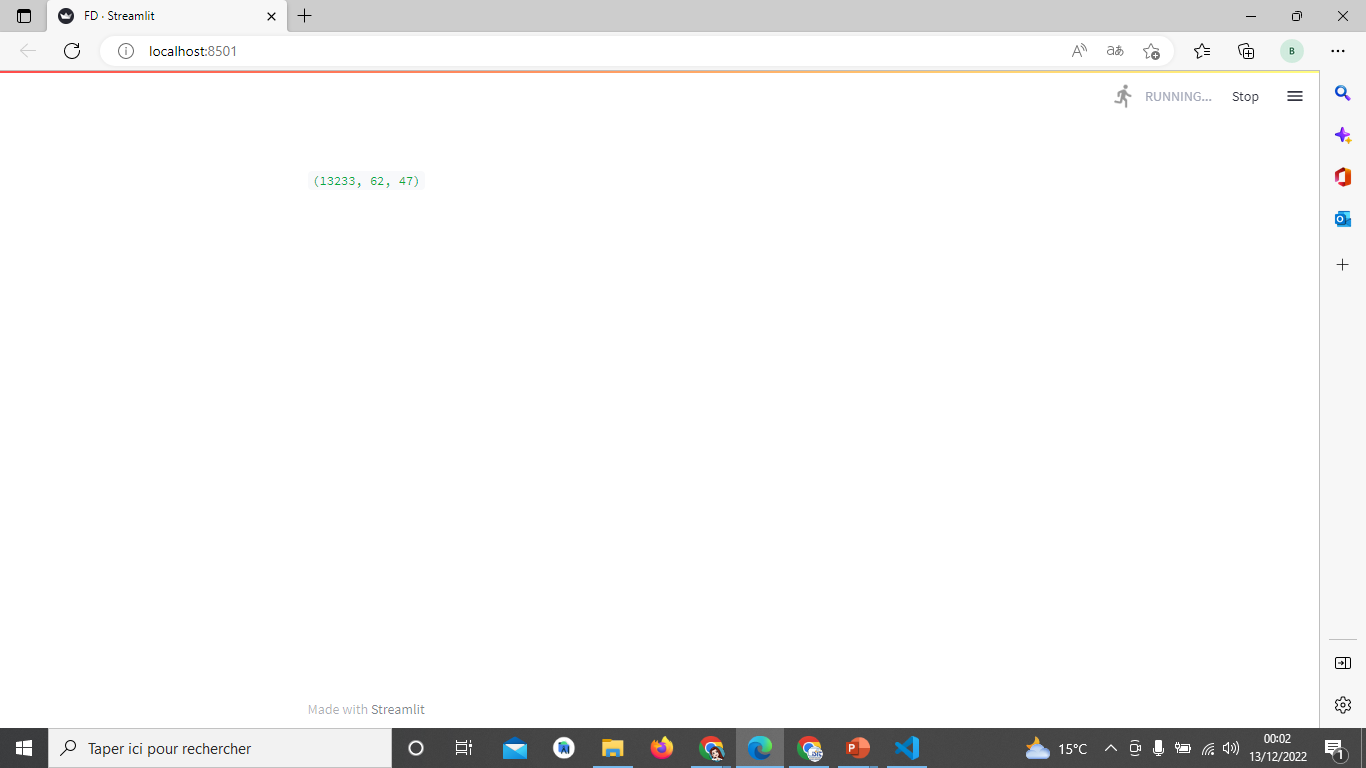 FD · Streamlit
localhost:8501
B
RUNNING...
Stop
(13233, 62, 47)
Made with Streamlit
Taper ici pour rechercher
15°C
00:02
13/12/2022
1